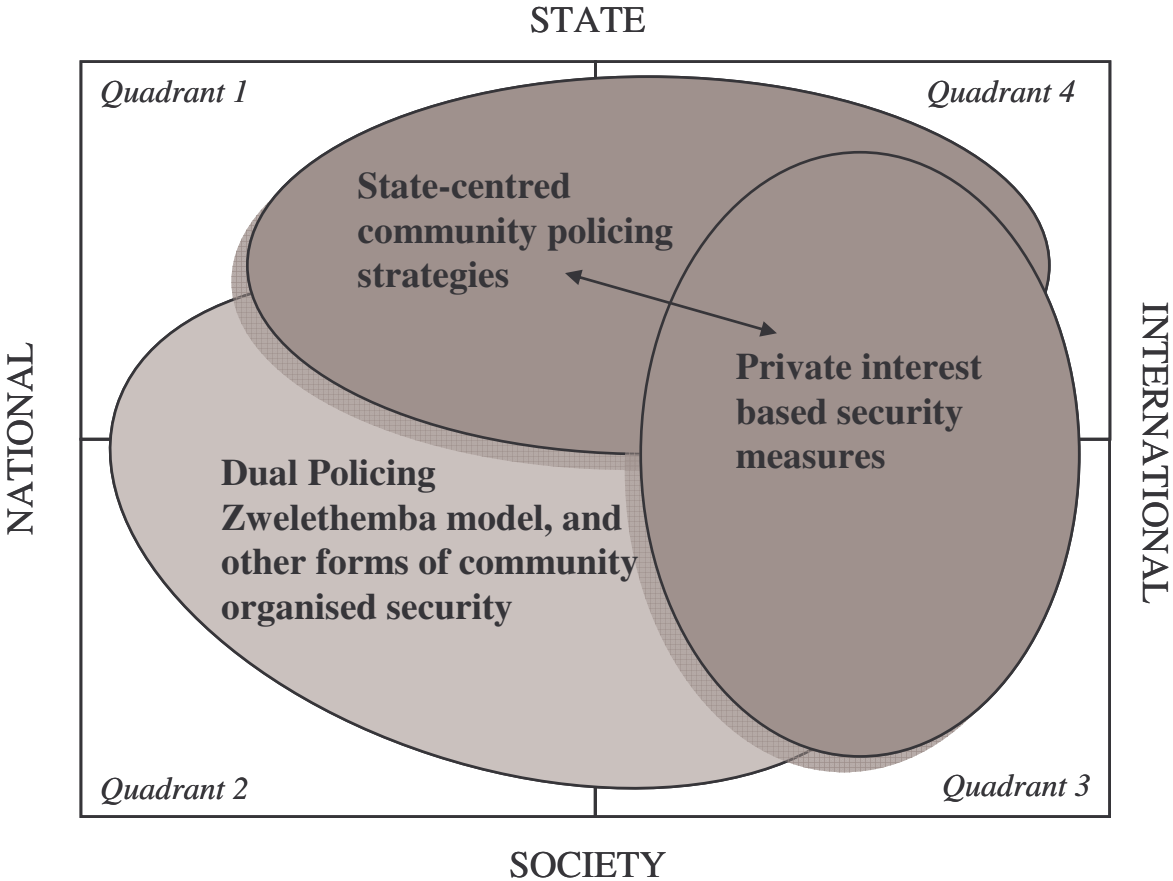 STATE
Quadrant 1
Quadrant 4
State-centred
community policing
strategies
NATIONAL
INTERNATIONAL
Private interest
based security
measures
Dual Policing
Zwelethemba model, and
other forms of community
organised security
Quadrant 2
Quadrant 3
SOCIETY